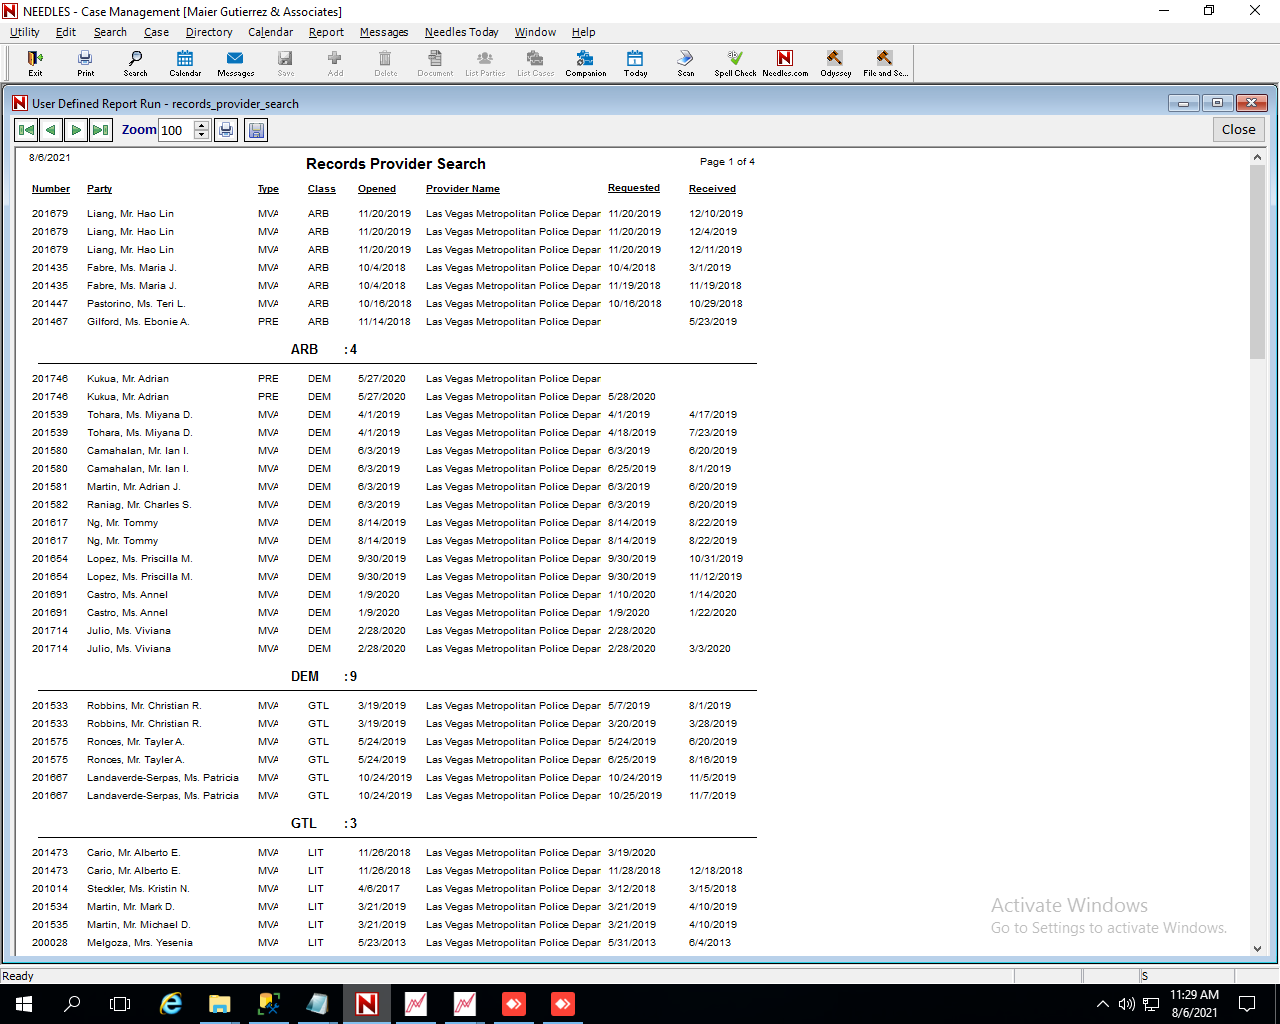 NEEDLES - Case Management [Maier Gutierrez & Associates]
Utility Edit Search Case Directory Calendar Report Messages Needles Today Window Help
Exit Print Search Calendar Messages Save Add Delete Document List Parties List Cases Companion Today Scan Spell Check Needles.com Odyssey File and Se...
User Defined Report Run - records_provider_search
Zoom 100 Close
8/6/2021 Records Provider Search Page 1 of 4
Number Party Type Class Opened Provider Name Requested Received
201679 Liang, Mr. Hao Lin MVA ARB 11/20/2019 Las Vegas Metropolitan Police Depar 11/20/2019 12/10/2019
201679 Liang, Mr. Hao Lin MVA ARB 11/20/2019 Las Vegas Metropolitan Police Depar 11/20/2019 12/4/2019
201679 Liang, Mr. Hao Lin MVA ARB 11/20/2019 Las Vegas Metropolitan Police Depar 11/20/2019 12/11/2019
201435 Fabre, Ms. Maria J. MVA ARB 10/4/2018 Las Vegas Metropolitan Police Depar 10/4/2018 3/1/2019
201435 Fabre, Ms. Maria J. MVA ARB 10/4/2018 Las Vegas Metropolitan Police Depar 11/19/2018 11/19/2018
201447 Pastorino, Ms. Teri L. MVA ARB 10/16/2018 Las Vegas Metropolitan Police Depar 10/16/2018 10/29/2018
201467 Gilford, Ms. Ebonie A. PRE ARB 11/14/2018 Las Vegas Metropolitan Police Depar 5/23/2019
ARB : 4
201746 Kukua, Mr. Adrian PRE DEM 5/27/2020 Las Vegas Metropolitan Police Depar
201746 Kukua, Mr. Adrian PRE DEM 5/27/2020 Las Vegas Metropolitan Police Depar 5/28/2020
201539 Tohara, Ms. Miyana D. MVA DEM 4/1/2019 Las Vegas Metropolitan Police Depar 4/1/2019 4/17/2019
201539 Tohara, Ms. Miyana D. MVA DEM 4/1/2019 Las Vegas Metropolitan Police Depar 4/18/2019 7/23/2019
201580 Camahalan, Mr. Ian I. MVA DEM 6/3/2019 Las Vegas Metropolitan Police Depar 6/3/2019 6/20/2019
201580 Camahalan, Mr. Ian I. MVA DEM 6/3/2019 Las Vegas Metropolitan Police Depar 6/25/2019 8/1/2019
201581 Martin, Mr. Adrian J. MVA DEM 6/3/2019 Las Vegas Metropolitan Police Depar 6/3/2019 6/20/2019
201582 Raniag, Mr. Charles S. MVA DEM 6/3/2019 Las Vegas Metropolitan Police Depar 6/3/2019 6/20/2019
201617 Ng, Mr. Tommy MVA DEM 8/14/2019 Las Vegas Metropolitan Police Depar 8/14/2019 8/22/2019
201617 Ng, Mr. Tommy MVA DEM 8/14/2019 Las Vegas Metropolitan Police Depar 8/14/2019 8/22/2019
201654 Lopez, Ms. Priscilla M. MVA DEM 9/30/2019 Las Vegas Metropolitan Police Depar 9/30/2019 10/31/2019
201654 Lopez, Ms. Priscilla M. MVA DEM 9/30/2019 Las Vegas Metropolitan Police Depar 9/30/2019 11/12/2019
201691 Castro, Ms. Annel MVA DEM 1/9/2020 Las Vegas Metropolitan Police Depar 1/10/2020 1/14/2020
201691 Castro, Ms. Annel MVA DEM 1/9/2020 Las Vegas Metropolitan Police Depar 1/9/2020 1/22/2020
201714 Julio, Ms. Viviana MVA DEM 2/28/2020 Las Vegas Metropolitan Police Depar 2/28/2020
201714 Julio, Ms. Viviana MVA DEM 2/28/2020 Las Vegas Metropolitan Police Depar 2/28/2020 3/3/2020
DEM : 9
201533 Robbins, Mr. Christian R. MVA GTL 3/19/2019 Las Vegas Metropolitan Police Depar 5/7/2019 8/1/2019
201533 Robbins, Mr. Christian R. MVA GTL 3/19/2019 Las Vegas Metropolitan Police Depar 3/20/2019 3/28/2019
201575 Ronces, Mr. Tayler A. MVA GTL 5/24/2019 Las Vegas Metropolitan Police Depar 5/24/2019 6/20/2019
201575 Ronces, Mr. Tayler A. MVA GTL 5/24/2019 Las Vegas Metropolitan Police Depar 6/25/2019 8/16/2019
201667 Landaverde-Serpas, Ms. Patricia MVA GTL 10/24/2019 Las Vegas Metropolitan Police Depar 10/24/2019 11/5/2019
201667 Landaverde-Serpas, Ms. Patricia MVA GTL 10/24/2019 Las Vegas Metropolitan Police Depar 10/25/2019 11/7/2019
GTL : 3
201473 Cario, Mr. Alberto E. MVA LIT 11/26/2018 Las Vegas Metropolitan Police Depar 3/19/2020
201473 Cario, Mr. Alberto E. MVA LIT 11/26/2018 Las Vegas Metropolitan Police Depar 11/28/2018 12/18/2018
201014 Steckler, Ms. Kristin N. MVA LIT 4/6/2017 Las Vegas Metropolitan Police Depar 3/12/2018 3/15/2018
201534 Martin, Mr. Mark D. MVA LIT 3/21/2019 Las Vegas Metropolitan Police Depar 3/21/2019 4/10/2019
201535 Martin, Mr. Michael D. MVA LIT 3/21/2019 Las Vegas Metropolitan Police Depar 3/21/2019 4/10/2019
200028 Melgoza, Mrs. Yesenia MVA LIT 5/23/2013 Las Vegas Metropolitan Police Depar 5/31/2013 6/4/2013
Activate Windows
Go to Settings to activate Windows.
Ready S
11:29 AM
8/6/2021